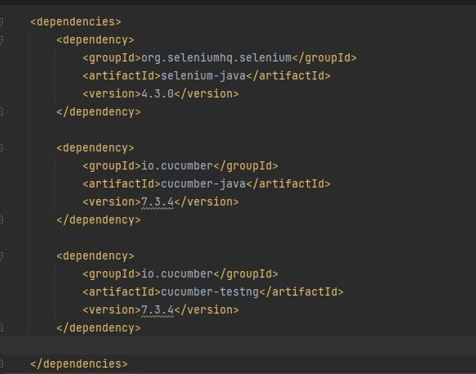 <dependencies>
<dependency>
<groupId>org.seleniumhq.selenium</groupId>
<artifactId>selenium-java</artifactId>
<version>4.3.0</version>
</dependency>
<dependency>
<groupId>io.cucumber</groupId>
<artifactId>cucumber-java</artifactId>
<version>7.3.4</version>
</dependency>
<dependency>
<groupId>io.cucumber</groupId>
<artifactId>cucumber-testng</artifactId>
<version>7.3.4</version>
</dependency>
</dependencies>